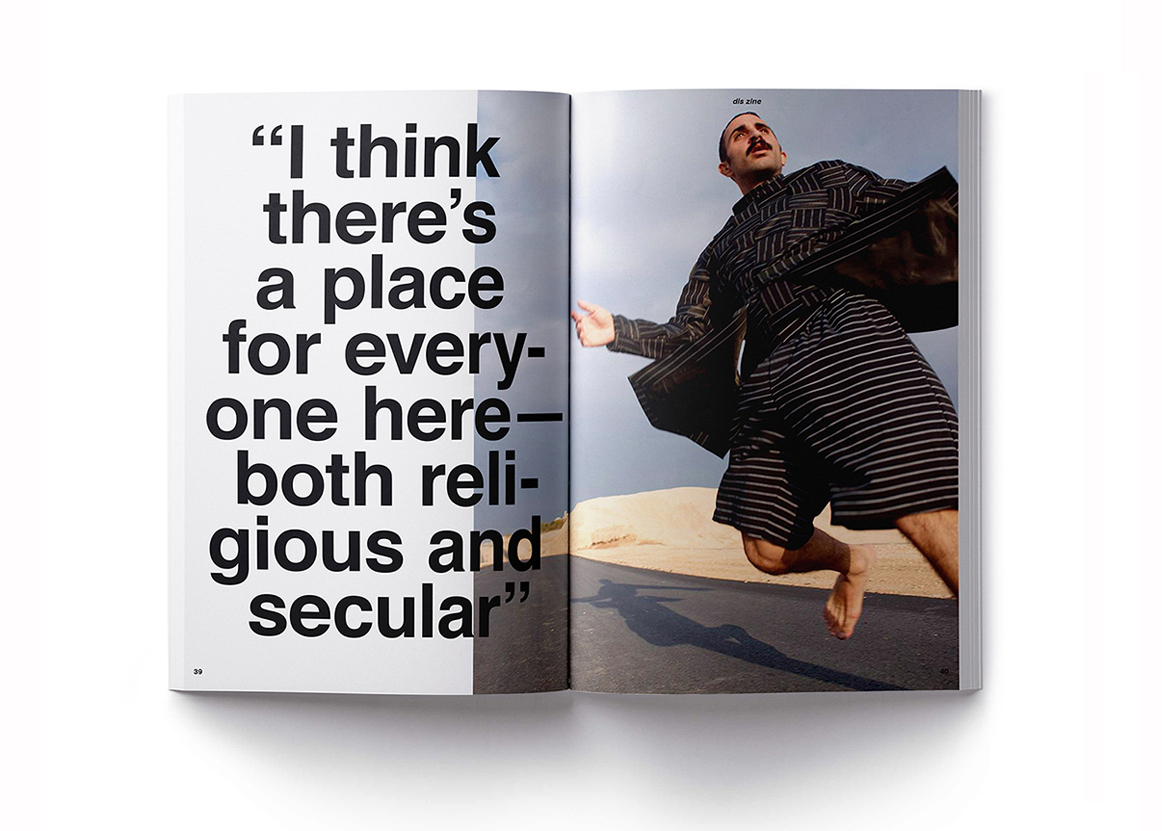 “I think
there’s
a place
for every-
one here—
both reli-
gious and
secular”
39
dis zine
40